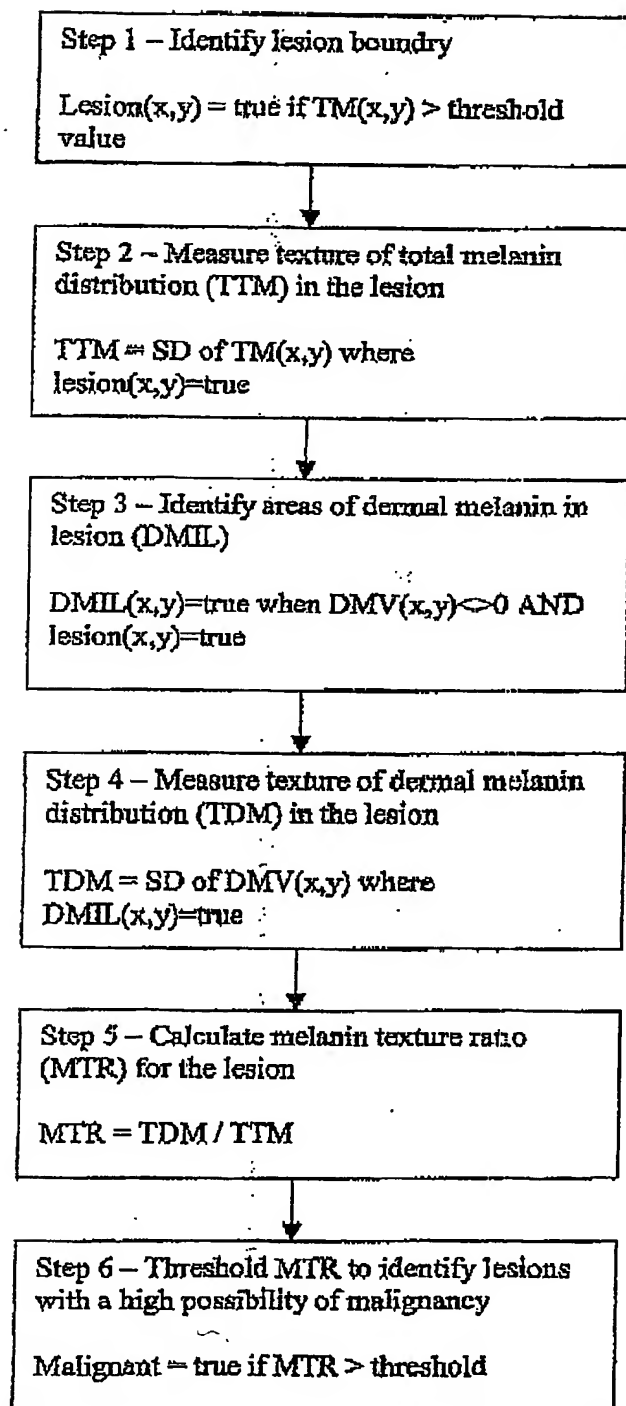 Step 1 – Identify lesion boundry
Lesion(x,y) = true if TM(x,y) > threshold
value
Step 2 – Measure texture of total melanin
distribution (TTM) in the lesion
TTM = SD of TM(x,y) where
lesion(x,y)=true
Step 3 – Identify areas of dermal melanin in
lesion (DMIL)
DMIL(x,y)=true when DMV(x,y)<>0 AND
lesion(x,y)=true
Step 4 – Measure texture of dermal melanin
distribution (TDM) in the lesion
TDM = SD of DMV(x,y) where
DMIL(x,y)=true
Step 5 – Calculate melanin texture ratio
(MTR) for the lesion
MTR = TDM / TTM
Step 6 – Threshold MTR to identify lesions
with a high possibility of malignancy
Malignant = true if MTR > threshold